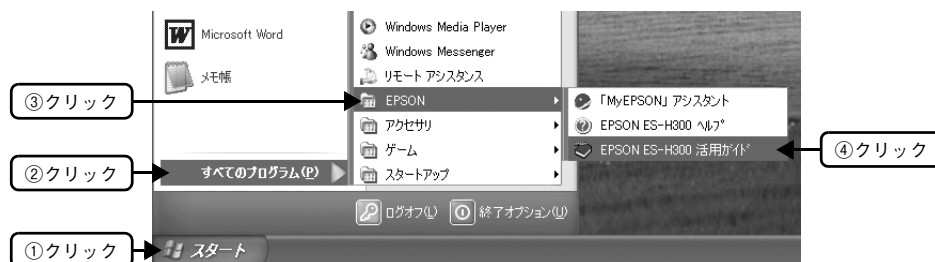 Microsoft Word
メモ帳
すべてのプログラム(P)
Windows Media Player
Windows Messenger
リモート アシスタンス
EPSON
アクセサリ
ゲーム
スタートアップ
「MyEPSON」 アシスタント
EPSON ES-H300 ヘルプ
EPSON ES-H300 活用ガイド
ログオフ(L)
終了オプション(U)
スタート
③クリック
②クリック
①クリック
④クリック